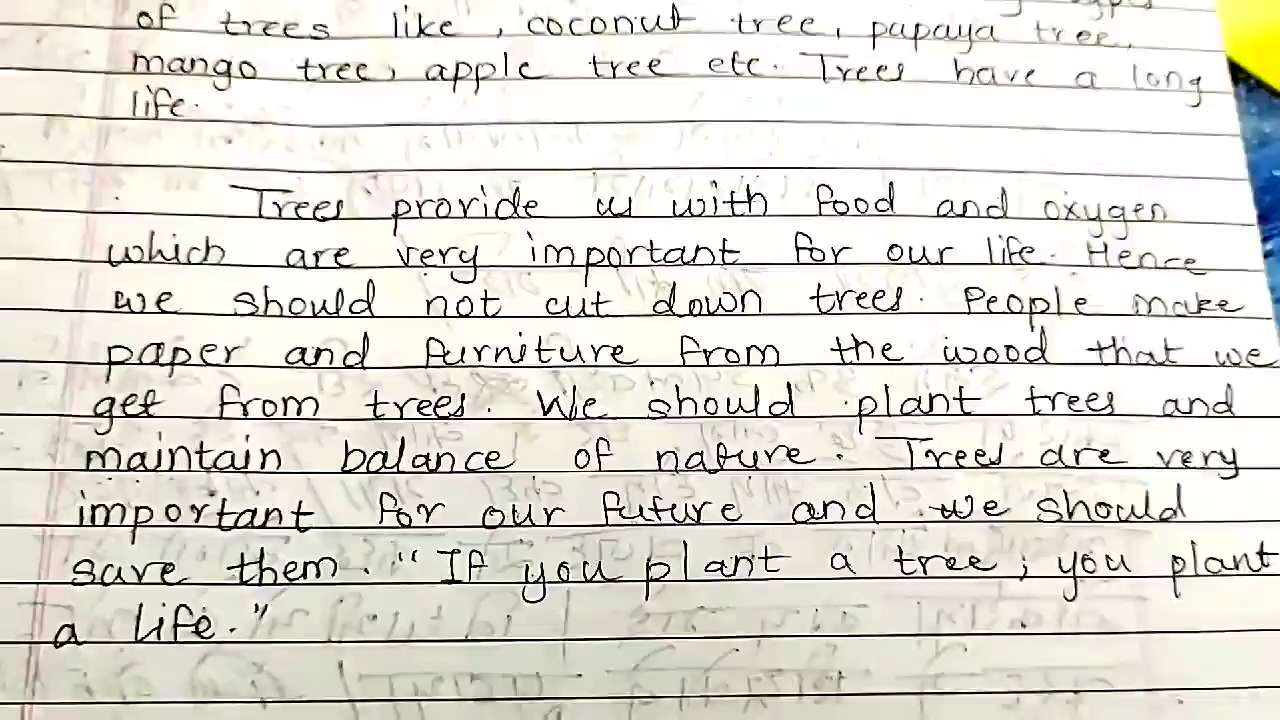 of trees like, coconut tree, papaya tree,
mango tree, apple tree etc. Trees have a long
life.
Trees provide us with food and oxygen
which are very important for our life. Hence
we should not cut down trees. People make
paper and furniture from the wood that we
get from trees. We should plant trees and
maintain balance of nature. Trees are very
important for our future and we should
save them. "If you plant a tree, you plant
a life."